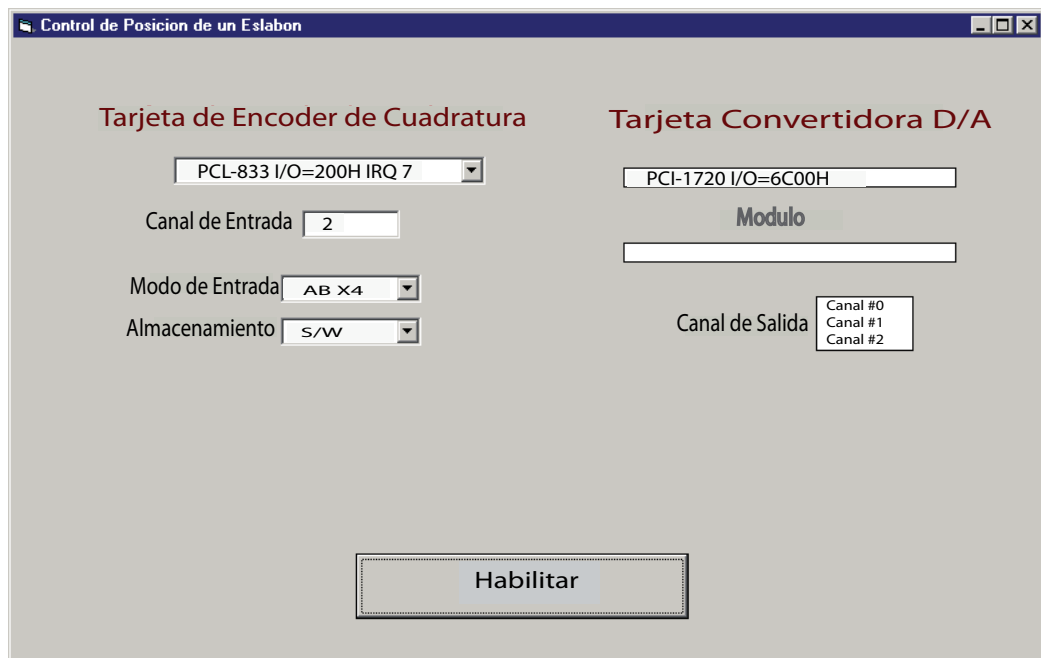 Control de Posicion de un Eslabon
Tarjeta de Encoder de Cuadratura
PCL-833 I/O=200H IRQ 7
Canal de Entrada 2
Modo de Entrada AB X4
Almacenamiento S/W
Tarjeta Convertidora D/A
PCI-1720 I/O=6C00H
Modulo
Canal de Salida
Canal #0
Canal #1
Canal #2
Habilitar